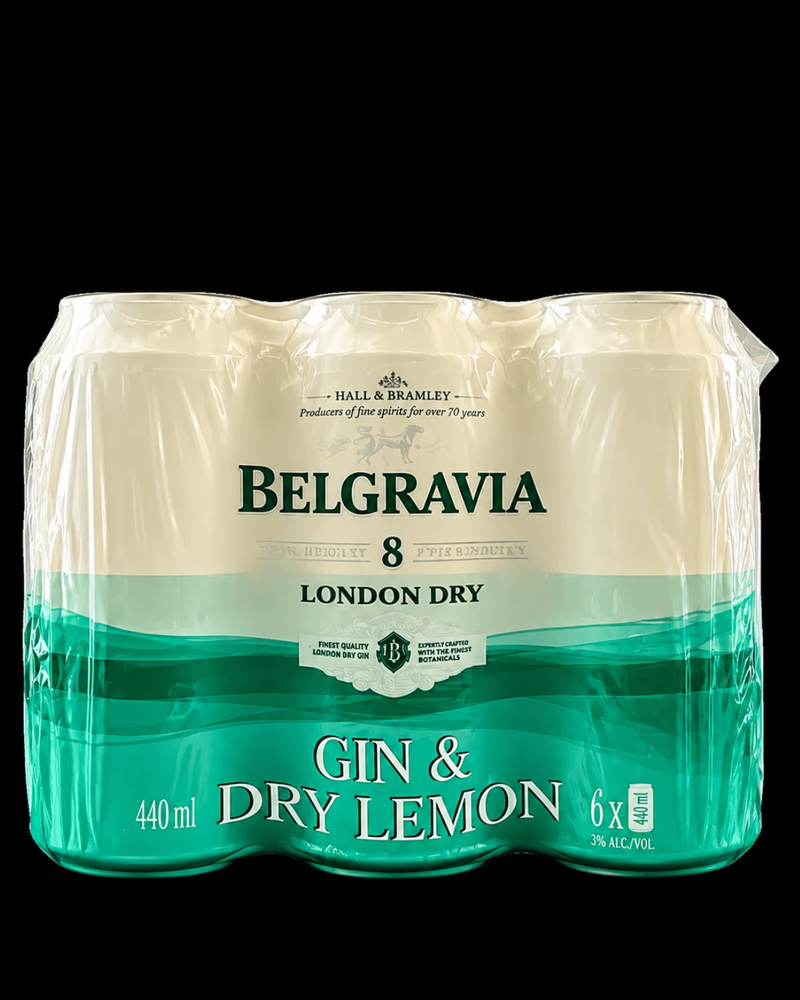 HALL & BRAMLEY
Producers of fine spirits for over 70 years
BELGRAVIA
8
LONDON DRY
FINEST QUALITY
LONDON DRY GIN
B
EXPERTLY CRAFTED
WITH THE FINEST
BOTANICALS
GIN &
DRY LEMON
440 ml
6 x
440 ml
3% ALC./VOL.